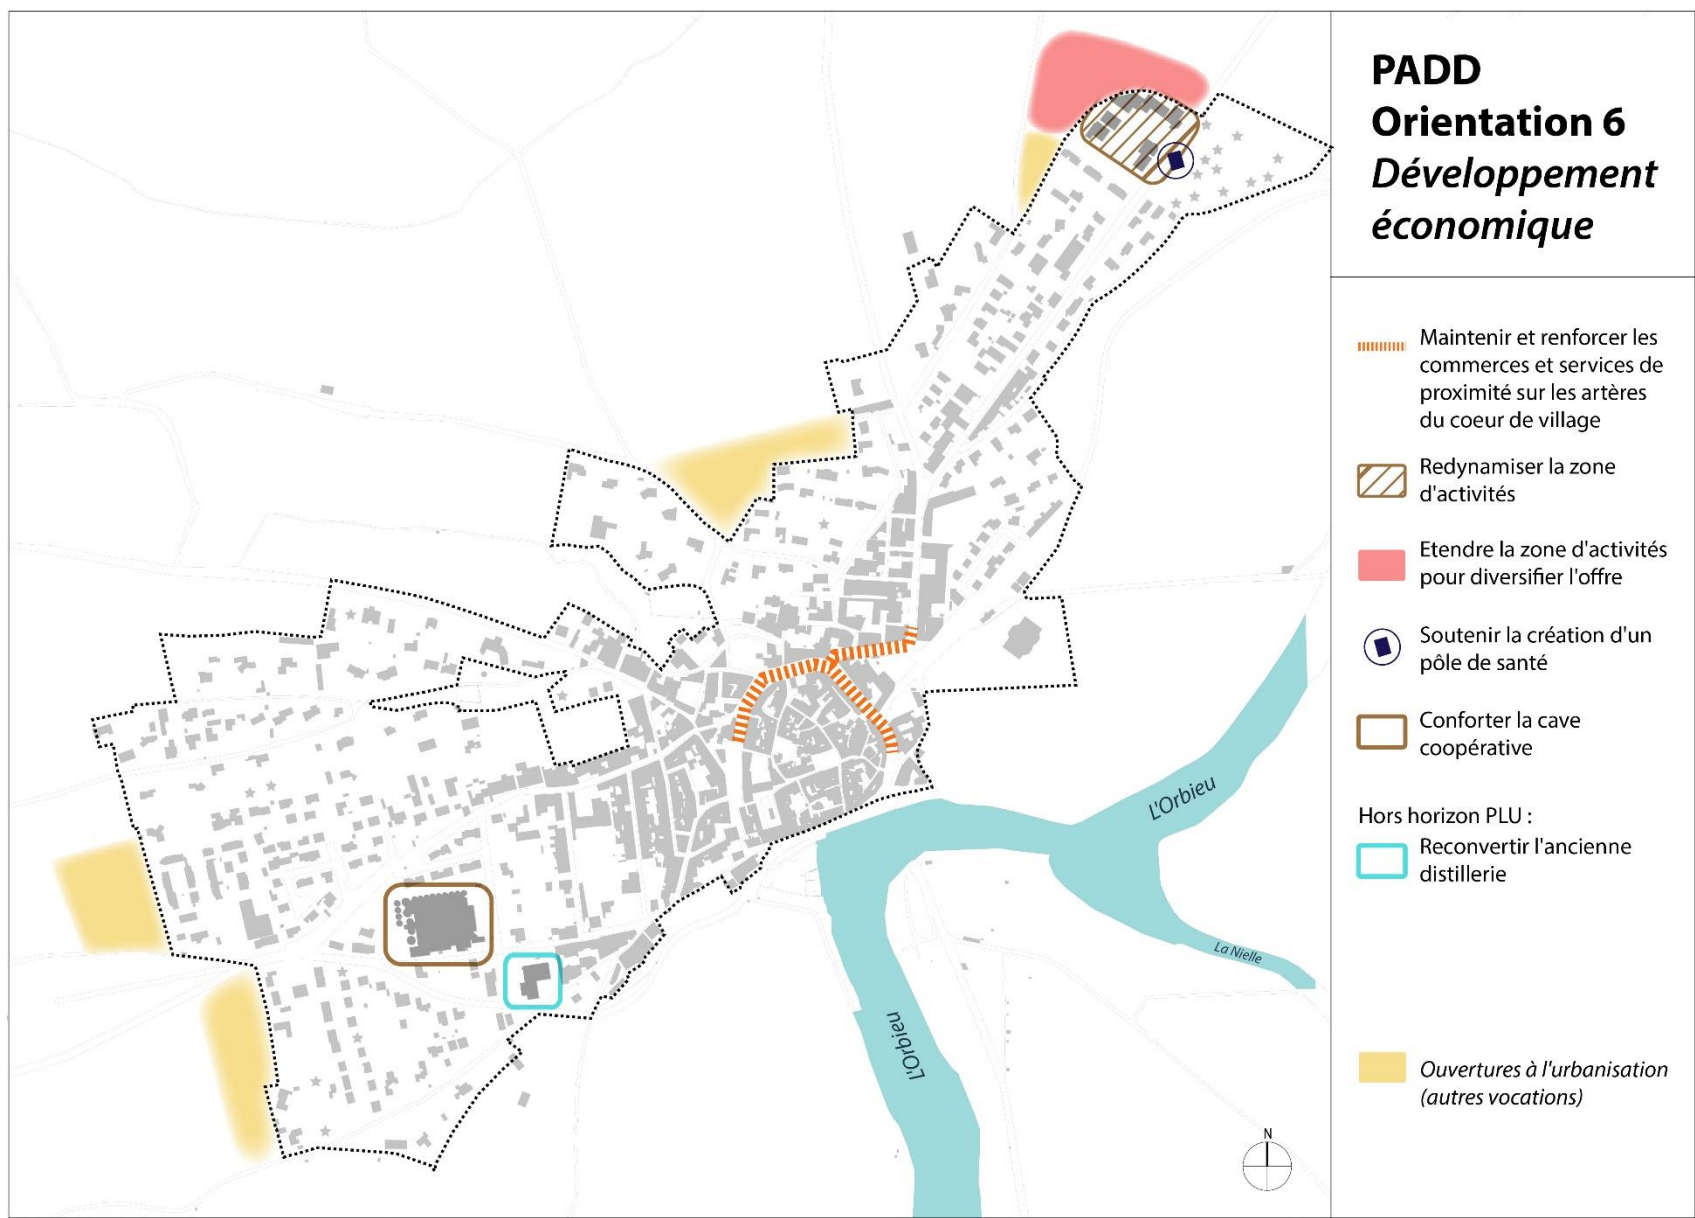 PADD
Orientation 6
Développement
économique
Maintenir et renforcer les
commerces et services de
proximité sur les artères
du coeur de village
Redynamiser la zone
d'activités
Etendre la zone d'activités
pour diversifier l'offre
Soutenir la création d'un
pôle de santé
Conforter la cave
coopérative
Hors horizon PLU :
Reconvertir l'ancienne
distillerie
Ouvertures à l'urbanisation
(autres vocations)
L'Orbieu
La Nielle
L'Orbieu
N